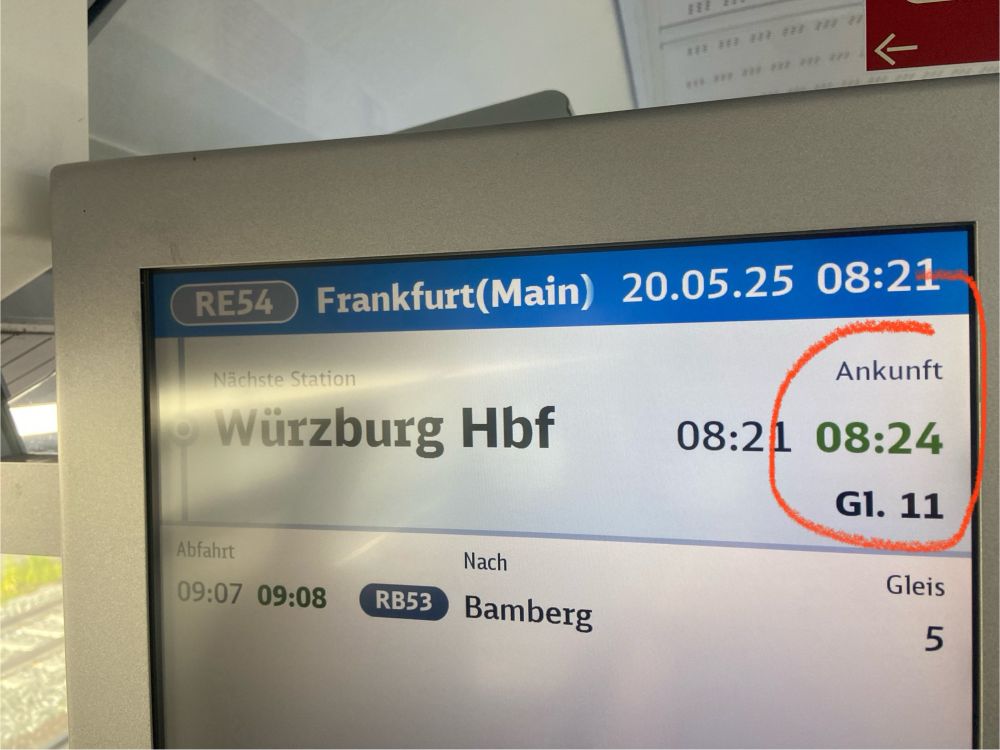 RE54 Frankfurt(Main) 20.05.25 08:21
Nächste Station Ankunft
Würzburg Hbf 08:21 08:24
Gl. 11
Abfahrt Nach Gleis
09:07 09:08 RB53 Bamberg 5